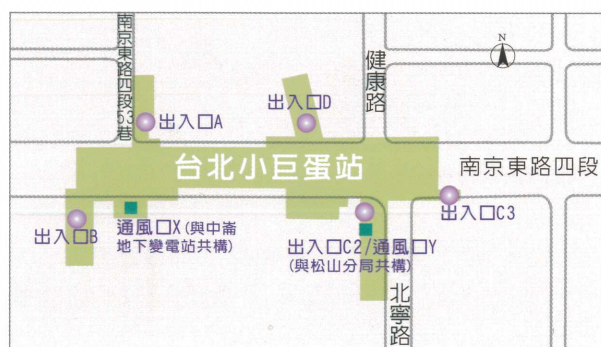 N
南京東路四段53巷
健康路
出入口A
出入口D
台北小巨蛋站
南京東路四段
出入口C3
出入口B
通風口X(與中崙
地下變電站共構)
出入口C2/通風口Y
(與松山分局共構)
北寧路